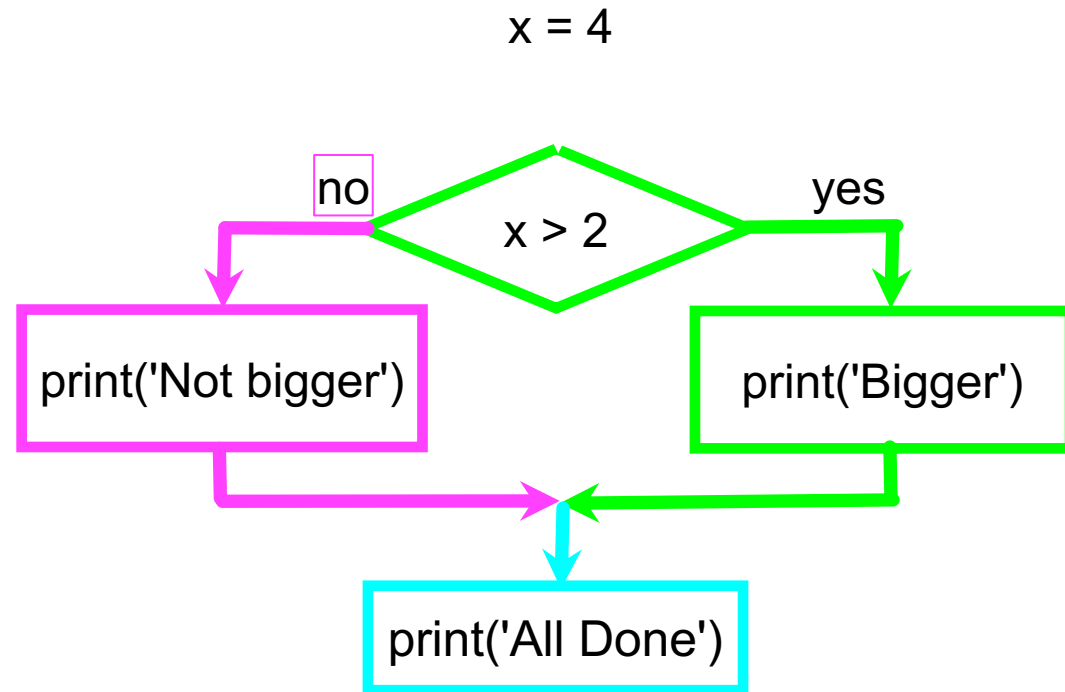 x = 4
no
yes
x > 2
print('Not bigger')
print('Bigger')
print('All Done')